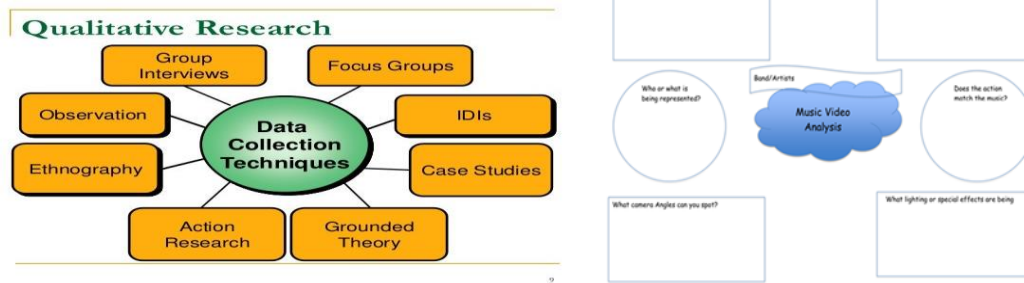 Qualitative Research
Group
Interviews
Focus Groups
Observation
IDIs
Data
Collection
Techniques
Ethnography
Case Studies
Action
Research
Grounded
Theory
9
Band/Artists
Who or what is
being represented?
Music Video
Analysis
Does the action
match the music?
What camera Angles can you spot?
What lighting or special effects are being